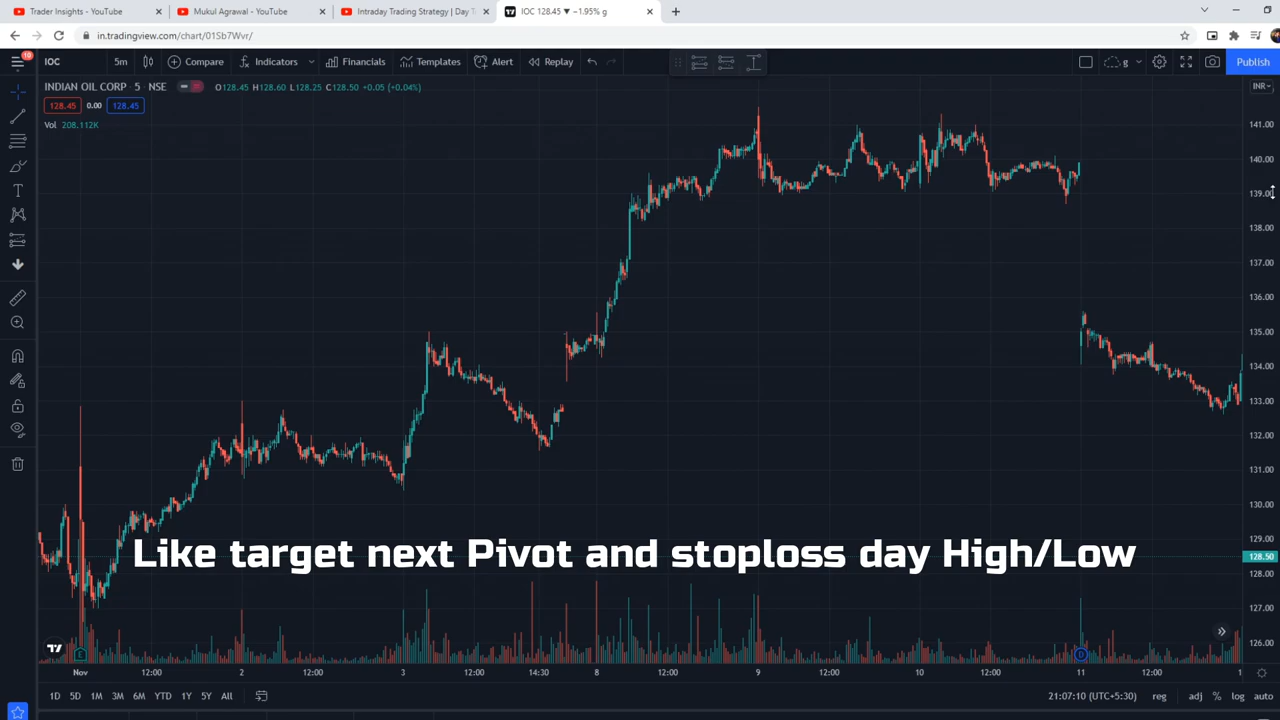 Trader Insights - YouTube
Mukul Agrawal - YouTube
Intraday Trading Strategy | Day T
IOC 128.45 ▼ −1.95% g
in.tradingview.com/chart/01Sb7Wvr/
10
IOC 5m Compare Indicators Financials Templates Alert Replay g Publish
INDIAN OIL CORP · 5 · NSE O128.45 H128.60 L128.25 C128.50 +0.05 (+0.04%) INR
128.45 0.00 128.45
Vol 208.112K
141.00
140.00
139.00
138.00
137.00
136.00
135.00
134.00
133.00
132.00
131.00
130.00
129.00
128.50
128.00
127.00
126.00
Like target next Pivot and stoploss day High/Low
E
D
Nov 12:00 2 12:00 3 12:00 14:30 8 12:00 9 12:00 10 12:00 11 12:00 1
1D 5D 1M 3M 6M YTD 1Y 5Y All 21:07:10 (UTC+5:30) reg adj % log auto